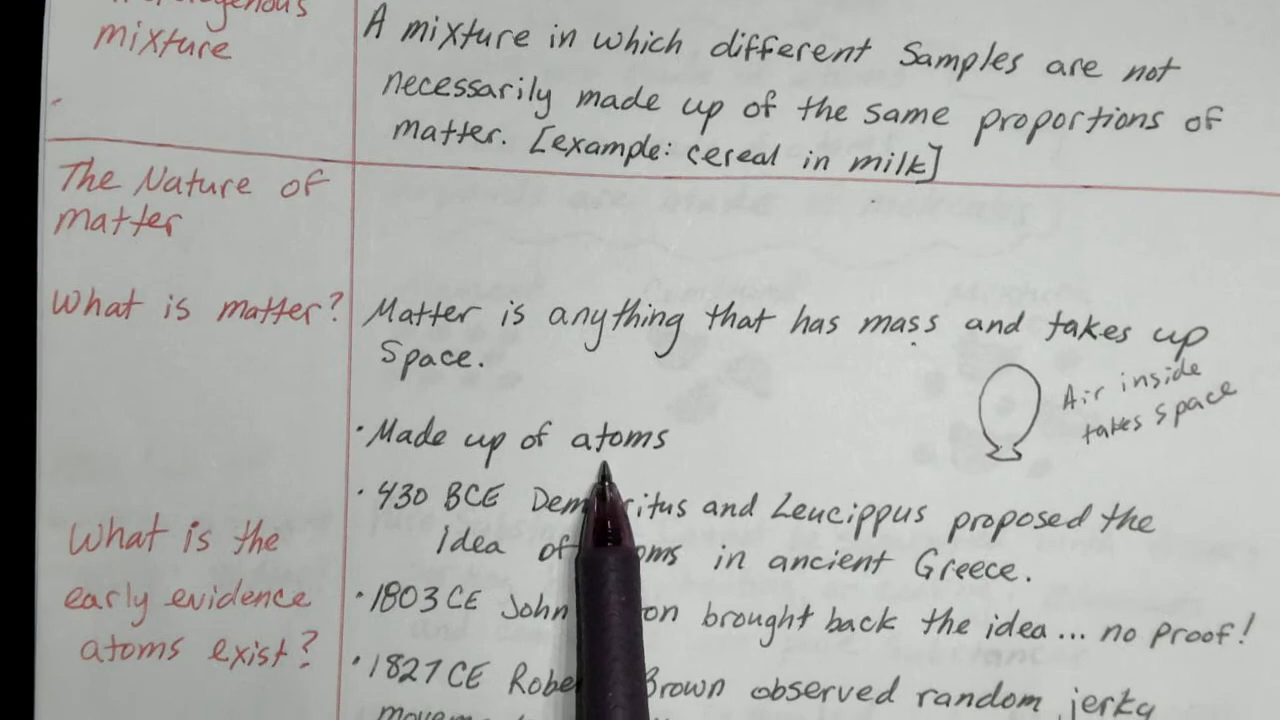 mixture
A mixture in which different Samples are not
necessarily made up of the same proportions of
matter. [example: cereal in milk]
The Nature of
matter
What is matter?
Matter is anything that has mass and takes up
Space.
Air inside
takes space
• Made up of atoms
• 430 BCE and Leucippus proposed the
idea of in ancient Greece.
What is the
early evidence
atoms exist?
• 1803 CE John brought back the idea... no proof!
• 1827 CE Brown observed random jerky